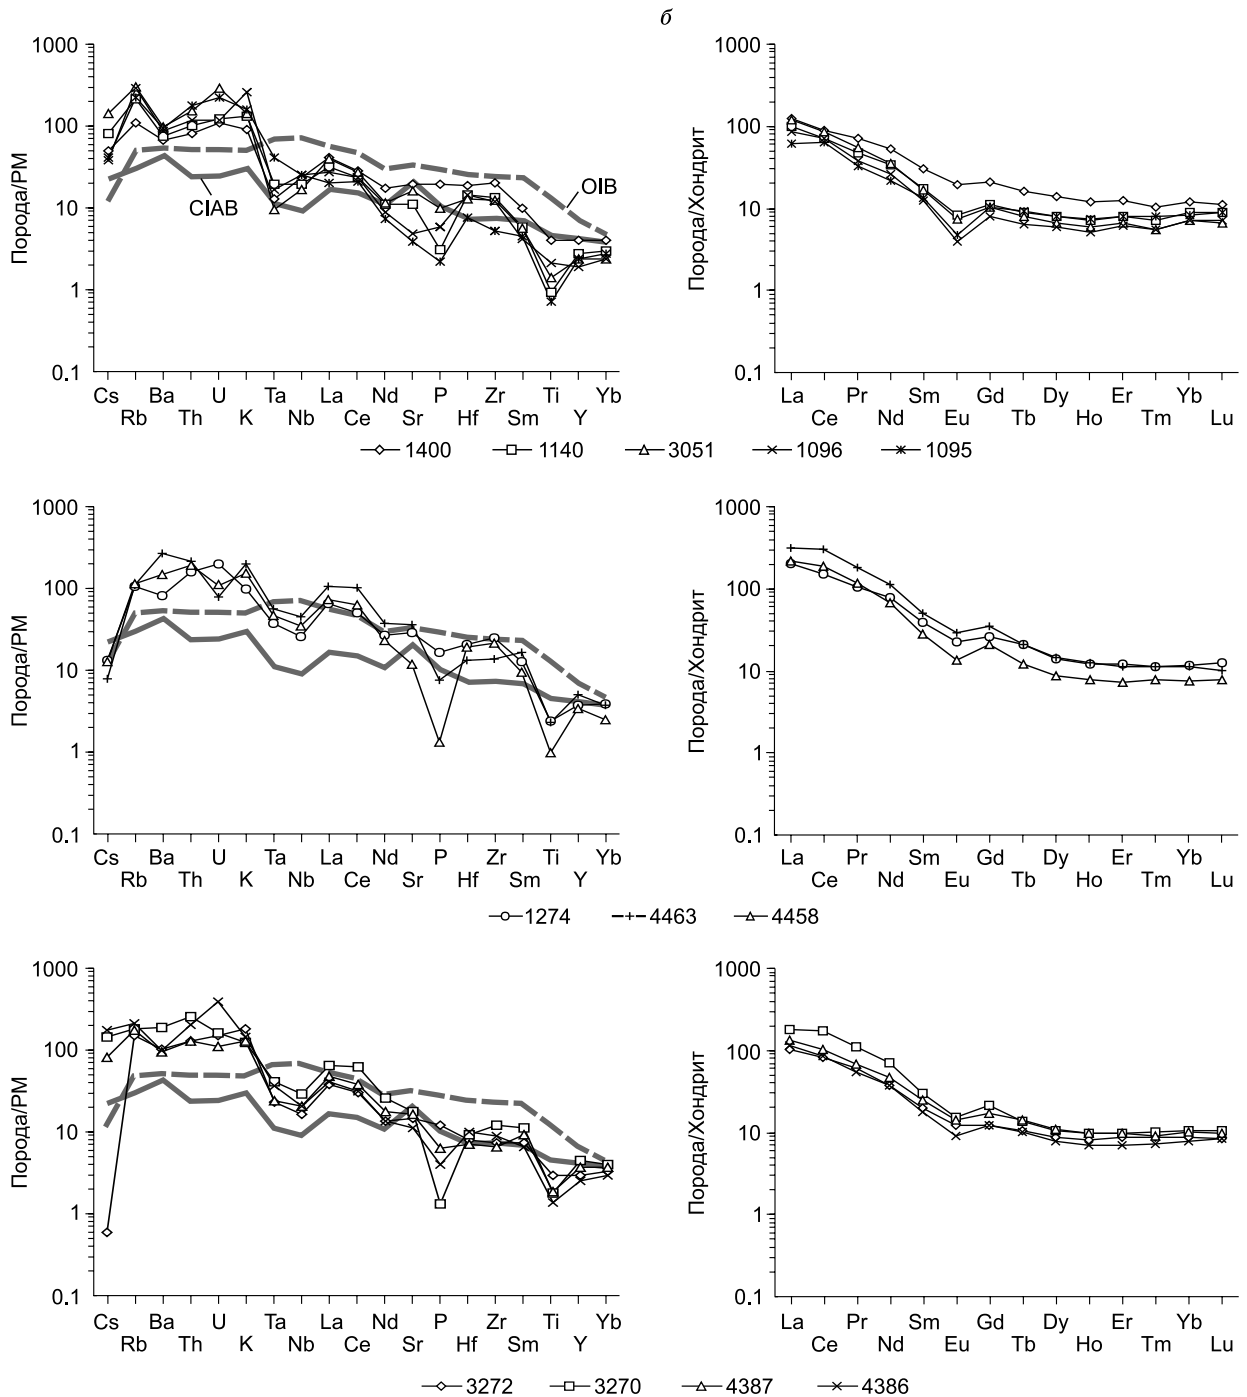 б
1000
100
10
1
0.1
Порода/PM
CIAB
OIB
Cs Ba U Ta La Nd P Zr Ti Yb
Rb Th K Nb Ce Sr Hf Sm Y
1000
100
10
1
0.1
Порода/Хондрит
La Pr Sm Gd Dy Er Yb
Ce Nd Eu Tb Ho Tm Lu
1400 1140 3051 1096 1095
1000
100
10
1
0.1
Порода/PM
Cs Ba U Ta La Nd P Zr Ti Yb
Rb Th K Nb Ce Sr Hf Sm Y
1000
100
10
1
0.1
Порода/Хондрит
La Pr Sm Gd Dy Er Yb
Ce Nd Eu Tb Ho Tm Lu
1274 4463 4458
1000
100
10
1
0.1
Порода/PM
Cs Ba U Ta La Nd P Zr Ti Yb
Rb Th K Nb Ce Sr Hf Sm Y
1000
100
10
1
0.1
Порода/Хондрит
La Pr Sm Gd Dy Er Yb
Ce Nd Eu Tb Ho Tm Lu
3272 3270 4387 4386